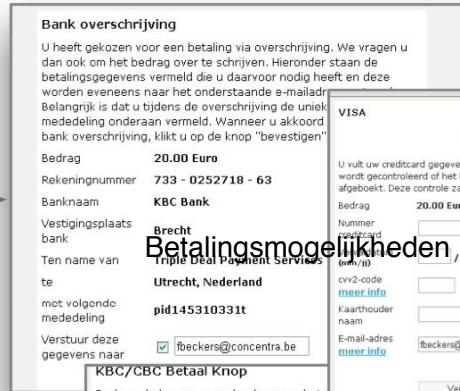 Bank overschrijving
U heeft gekozen voor een betaling via overschrijving. We vragen u
dan ook om het bedrag over te schrijven. Hieronder staan de
betalingsgegevens vermeld die u daarvoor nodig heeft en deze
worden eveneens naar het onderstaande e-mailadres
Belangrijk is dat u tijdens de overschrijving de uniek
mededeling onderaan vermeld. Wanneer u akkoord
bank overschrijving, klikt u op de knop "bevestigen"
Bedrag 20.00 Euro
Rekeningnummer 733 - 0252718 - 63
Banknaam KBC Bank
Vestigingsplaats
bank Brecht
Ten name van Triple Deal Payment Services
te Utrecht, Nederland
met volgende
mededeling pid145310331t
Verstuur deze
gegevens naar fbeckers@concentra.be
KBC/CBC Betaal Knop
Betalingsmogelijkheden
VISA
U vult uw creditcard gegeve
wordt gecontroleerd of het
afgeboekt. Deze controle za
Bedrag 20.00 Eur
Nummer
creditcard
(mm/jj) /
cvv2-code
meer info
Kaarthouder
naam
E-mail-adres fbeckers@
meer info
Ver